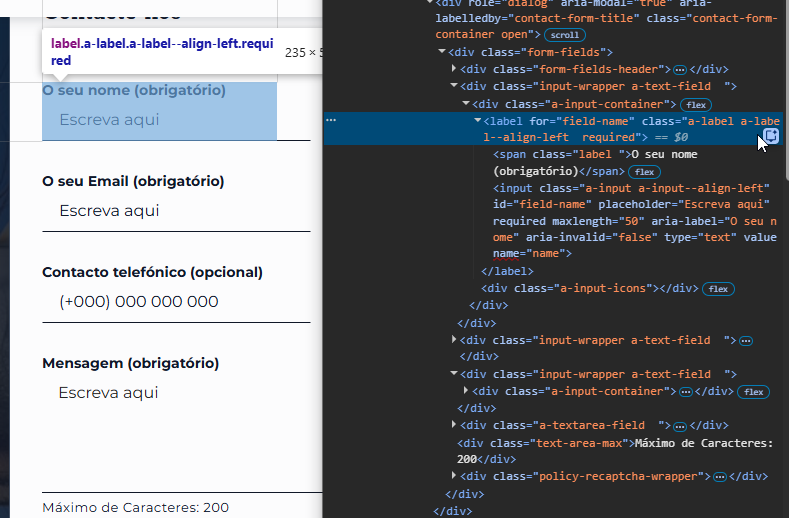 label.a-label.a-label--align-left.requi
red
235 × 5
O seu nome (obrigatório)
Escreva aqui
O seu Email (obrigatório)
Escreva aqui
Contacto telefónico (opcional)
(+000) 000 000 000
Mensagem (obrigatório)
Escreva aqui
Máximo de Caracteres: 200
<div role="dialog" aria-modal="true" aria-
labelledby="contact-form-title" class="contact-form-
container open"> scroll
<div class="form-fields">
<div class="form-fields-header"> ⋯ </div>
<div class="input-wrapper a-text-field  ">
<div class="a-input-container"> flex
⋯ <label for="field-name" class="a-label a-labe
l--align-left  required"> == $0
<span class="label ">O seu nome
(obrigatório)</span> flex
<input class="a-input a-input--align-left"
id="field-name" placeholder="Escreva aqui"
required maxlength="50" aria-label="O seu n
ome" aria-invalid="false" type="text" value
name="name">
</label>
<div class="a-input-icons"></div> flex
</div>
</div>
<div class="input-wrapper a-text-field  "> ⋯
</div>
<div class="input-wrapper a-text-field  ">
<div class="a-input-container"> ⋯ </div> flex
</div>
<div class="a-textarea-field  "> ⋯ </div>
<div class="text-area-max">Máximo de Caracteres:
200</div>
<div class="policy-recaptcha-wrapper"> ⋯ </div>
</div>
</div>